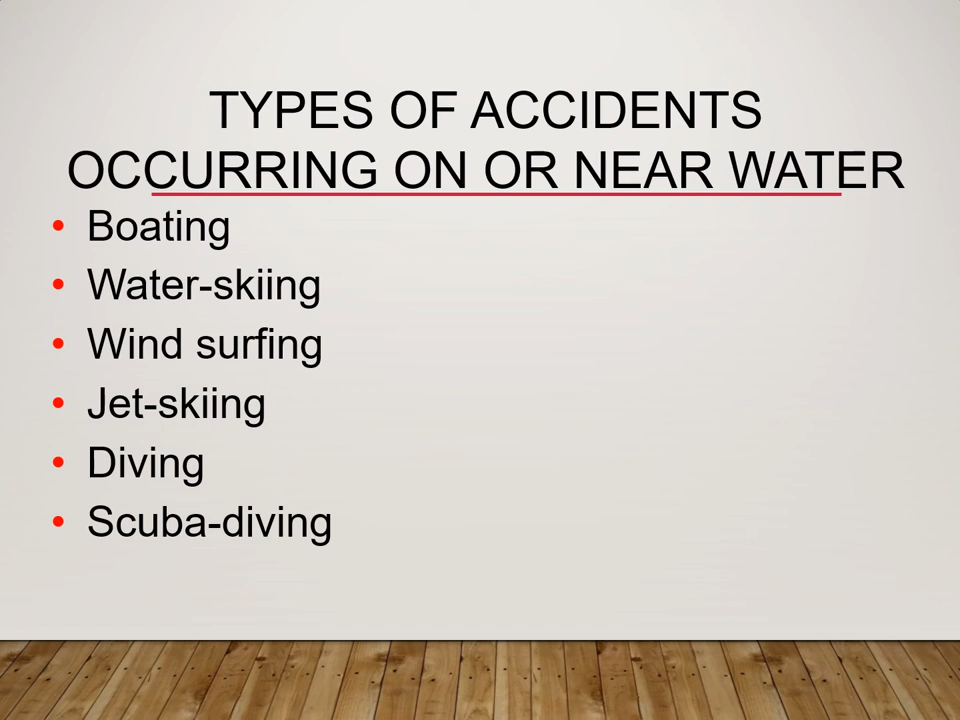 TYPES OF ACCIDENTS
OCCURRING ON OR NEAR WATER
• Boating
• Water-skiing
• Wind surfing
• Jet-skiing
• Diving
• Scuba-diving